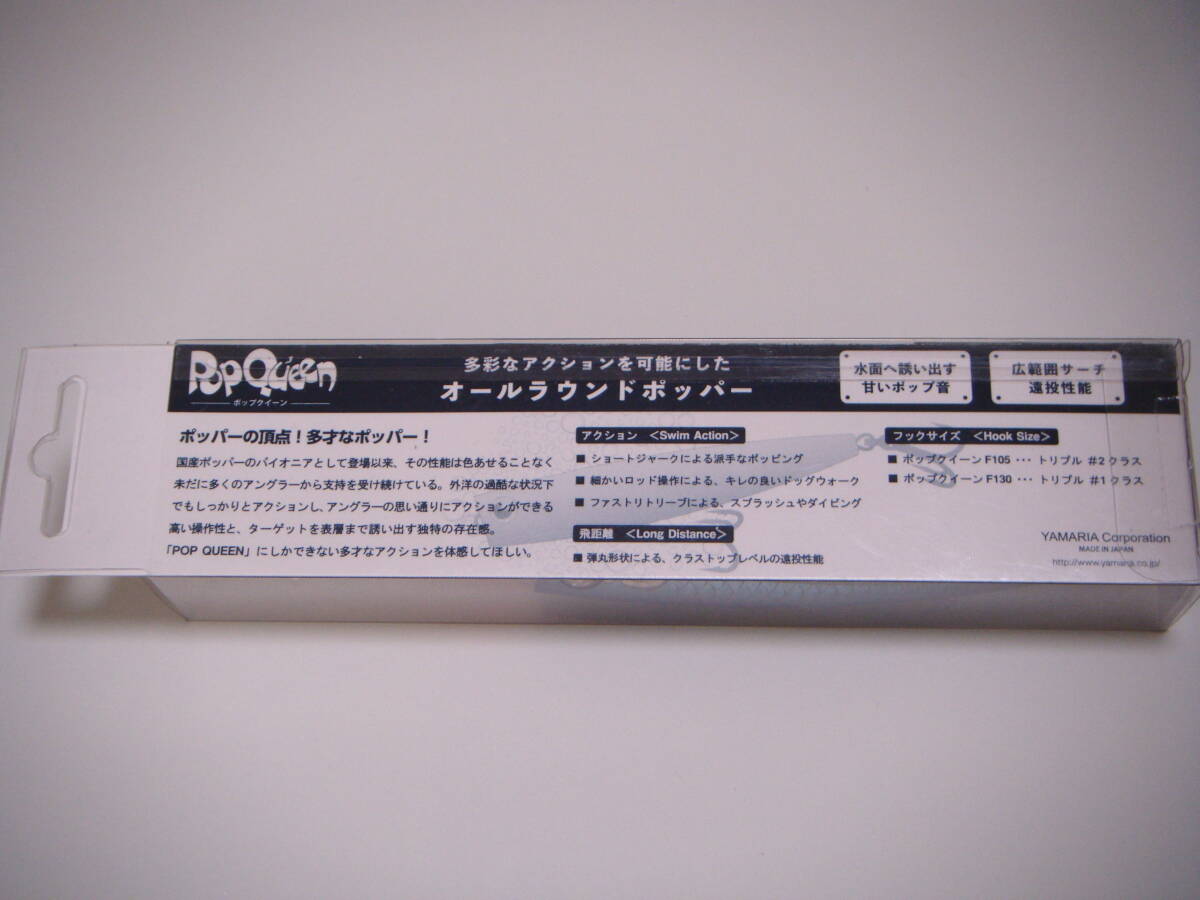 PopQueen
ポップクイーン
多彩なアクションを可能にした
オールラウンドポッパー
水面へ誘い出す
甘いポップ音
広範囲サーチ
遠投性能
ポッパーの頂点！多才なポッパー！
国産ポッパーのパイオニアとして登場以来、その性能は色あせることなく
未だに多くのアングラーから支持を受け続けている。外洋の過酷な状況下
でもしっかりとアクションし、アングラーの思い通りにアクションができる
高い操作性と、ターゲットを表層まで誘い出す独特の存在感。
「POP QUEEN」にしかできない多才なアクションを体感してほしい。
アクション <Swim Action>
■ ショートジャークによる派手なポッピング
■ 細かいロッド操作による、キレの良いドッグウォーク
■ ファストリトリーブによる、スプラッシュやダイビング
飛距離 <Long Distance>
■ 弾丸形状による、クラストップレベルの遠投性能
フックサイズ <Hook Size>
■ ポップクイーン F105 ･･･ トリプル #2 クラス
■ ポップクイーン F130 ･･･ トリプル #1 クラス
YAMARIA Corporation
MADE IN JAPAN
http://www.yamaria.co.jp/